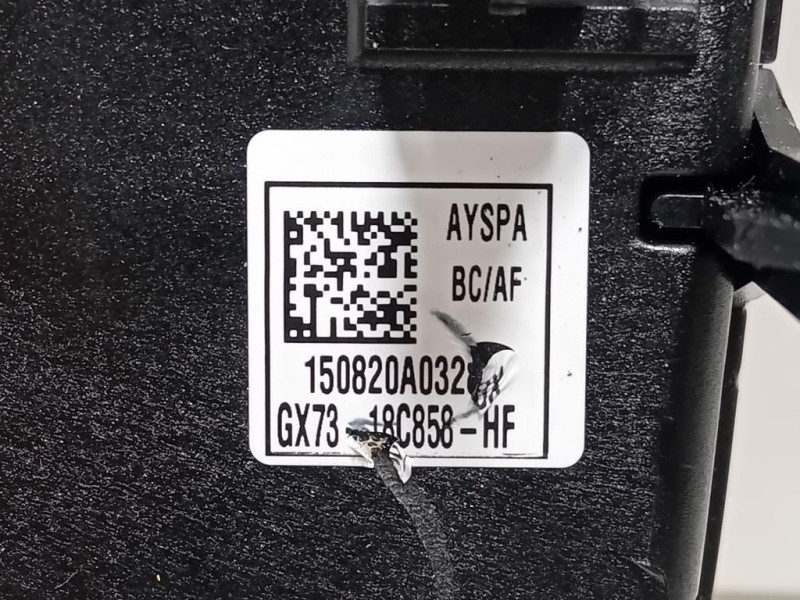 AYSPA
BC/AF
150820A032
GX73 18C858-HF